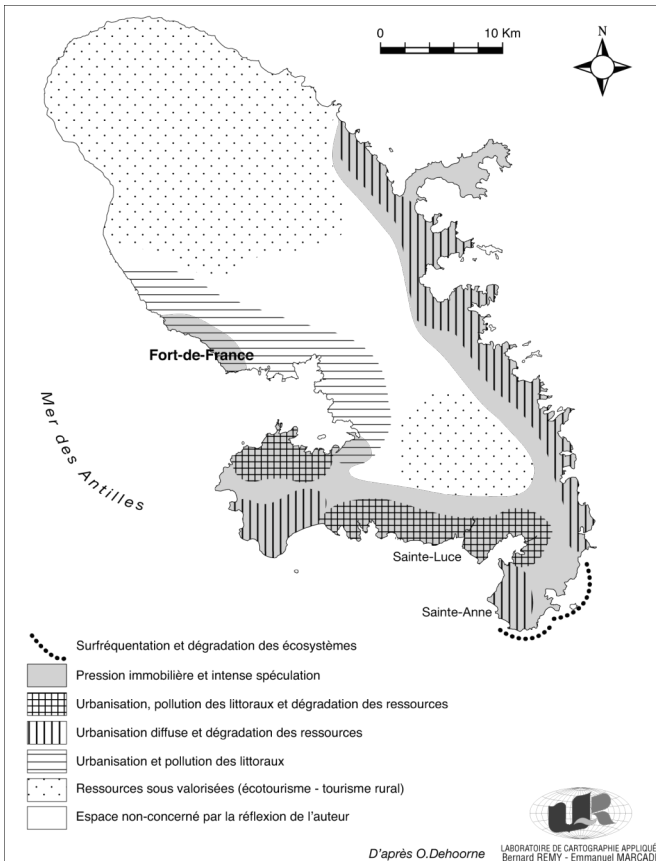 0 10 Km
N
Fort-de-France
Mer des Antilles
Sainte-Luce
Sainte-Anne
Surfréquentation et dégradation des écosystèmes
Pression immobilière et intense spéculation
Urbanisation, pollution des littoraux et dégradation des ressources
Urbanisation diffuse et dégradation des ressources
Urbanisation et pollution des littoraux
Ressources sous valorisées (écotourisme - tourisme rural)
Espace non-concerné par la réflexion de l'auteur
D'après O.Dehoorne
LABORATOIRE DE CARTOGRAPHIE APPLIQUÉ
Bernard REMY - Emmanuel MARCADÉ